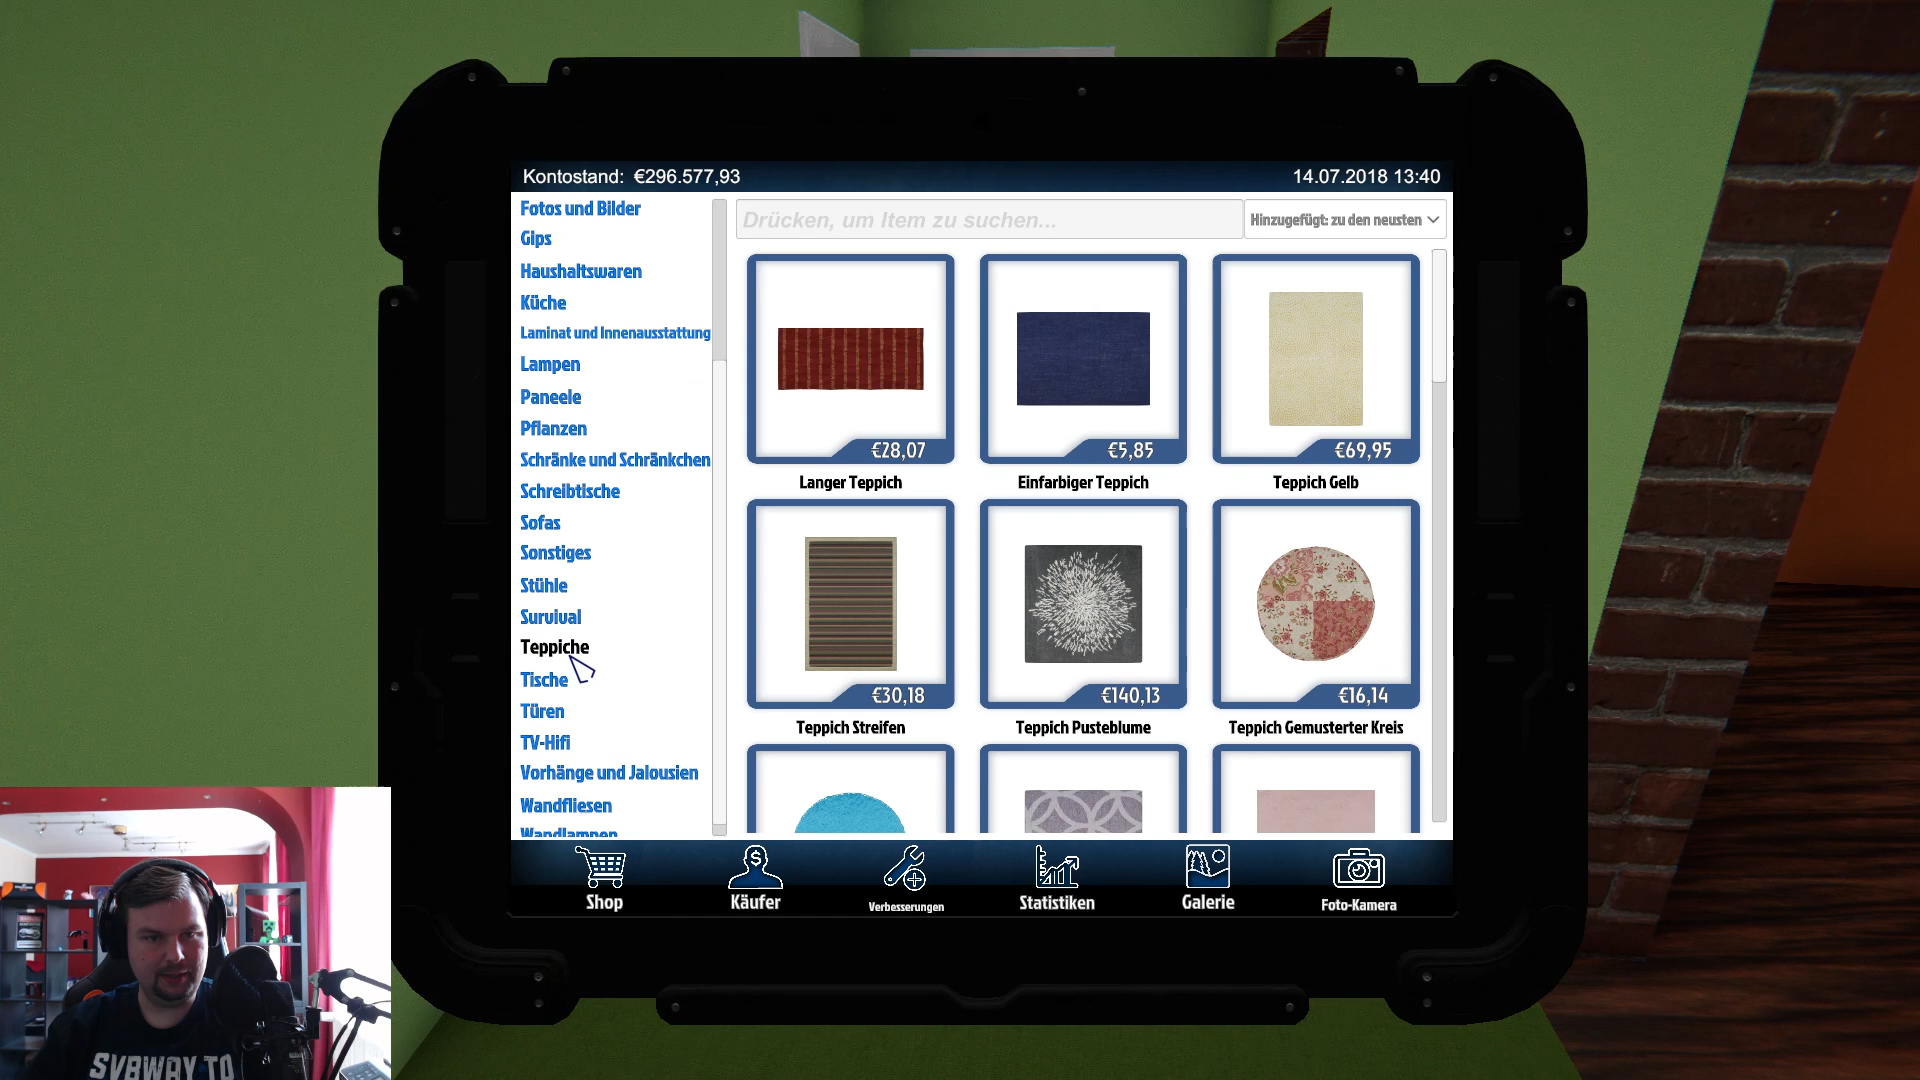 Kontostand: €296.577,93
14.07.2018 13:40
Fotos und Bilder
Gips
Haushaltswaren
Küche
Laminat und Innenausstattung
Lampen
Paneele
Pflanzen
Schränke und Schränkchen
Schreibtische
Sofas
Sonstiges
Stühle
Survival
Teppiche
Tische
Türen
TV-Hifi
Vorhänge und Jalousien
Wandfliesen
Wandlampen
Drücken, um Item zu suchen...
Hinzugefügt: zu den neusten
€28,07
€5,85
€69,95
Langer Teppich
Einfarbiger Teppich
Teppich Gelb
€30,18
€140,13
€16,14
Teppich Streifen
Teppich Pusteblume
Teppich Gemusterter Kreis
Shop
Käufer
Verbesserungen
Statistiken
Galerie
Foto-Kamera
SVBWAY TO